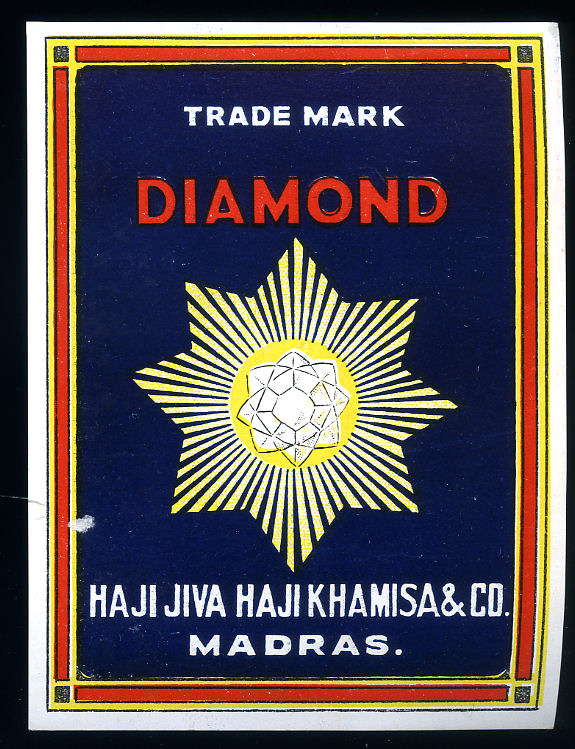 TRADE MARK
DIAMOND
HAJI JIVA HAJI KHAMISA & CO.
MADRAS.